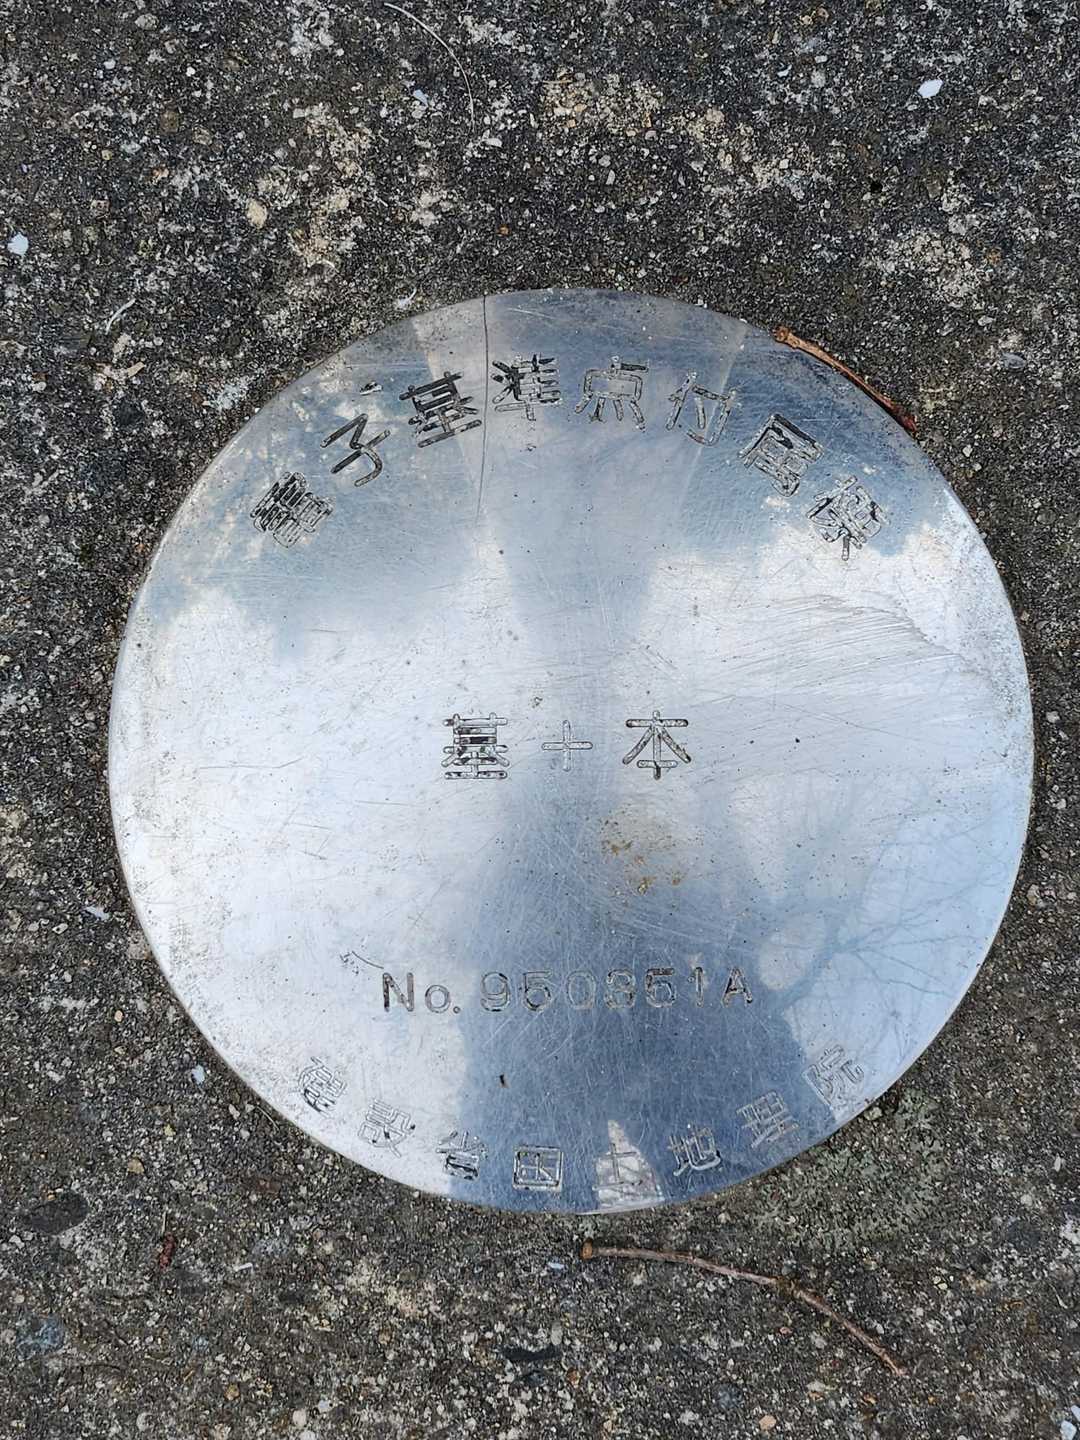 電子基準点付属標
基＋本
No.950351A
建設省国土地理院